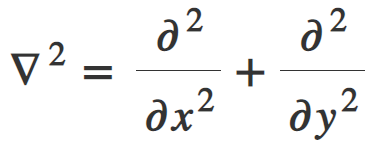 ∇² = ∂²/∂x² + ∂²/∂y²